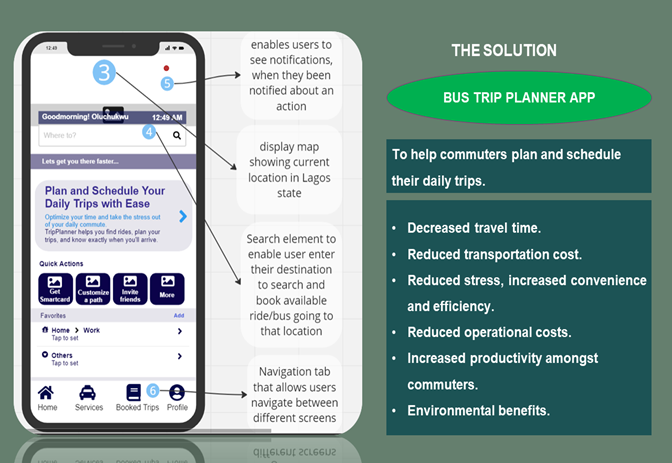 12:49
3
5
Goodmorning! Oluchukwu
12:49 AM
4
Where to?
Lets get you there faster...
Plan and Schedule Your
Daily Trips with Ease
Optimize your time and take the stress out
of your daily commute.
TripPlanner helps you find rides, plan your
trips, and know exactly when you'll arrive.
Quick Actions
Get
Smartcard
Customize
a path
Invite
friends
More
Favorites
Add
Home > Work
Tap to set
Others
Tap to set
6
Home
Services
Booked Trips
Profile
enables users to
see notifications,
when they been
notified about an
action
display map
showing current
location in Lagos
state
Search element to
enable user enter
their destination
to search and
book available
ride/bus going to
that location
Navigation tab
that allows users
navigate between
different screens
THE SOLUTION
BUS TRIP PLANNER APP
To help commuters plan and schedule
their daily trips.
• Decreased travel time.
• Reduced transportation cost.
• Reduced stress, increased convenience
and efficiency.
• Reduced operational costs.
• Increased productivity amongst
commuters.
• Environmental benefits.